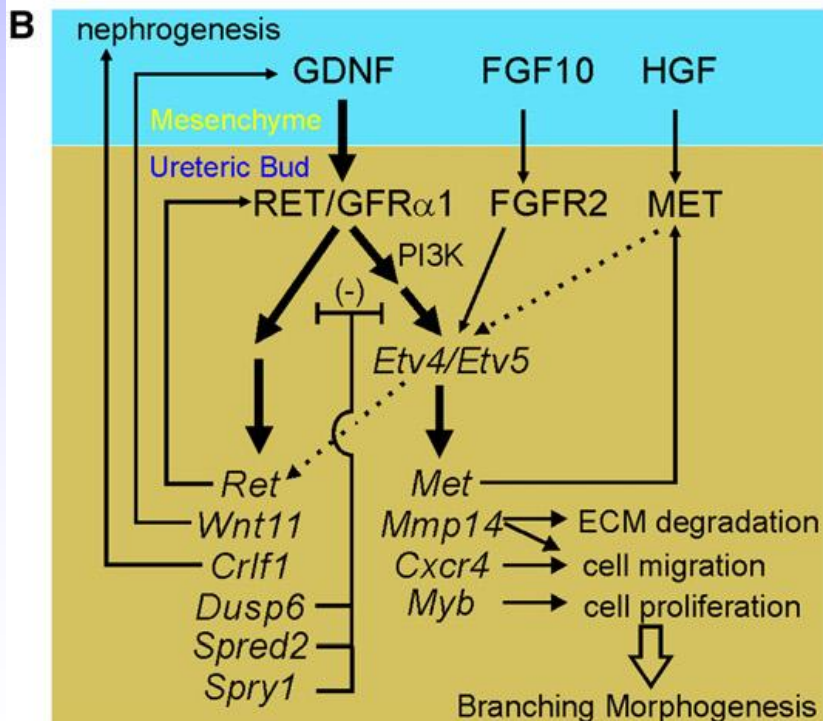 B
nephrogenesis
GDNF FGF10 HGF
Mesenchyme
Ureteric Bud
RET/GFRα1 FGFR2 MET
PI3K
(-)
Etv4/Etv5
Ret Met
Wnt11 Mmp14 ECM degradation
Crlf1 Cxcr4 cell migration
Dusp6 Myb cell proliferation
Spred2
Spry1 Branching Morphogenesis